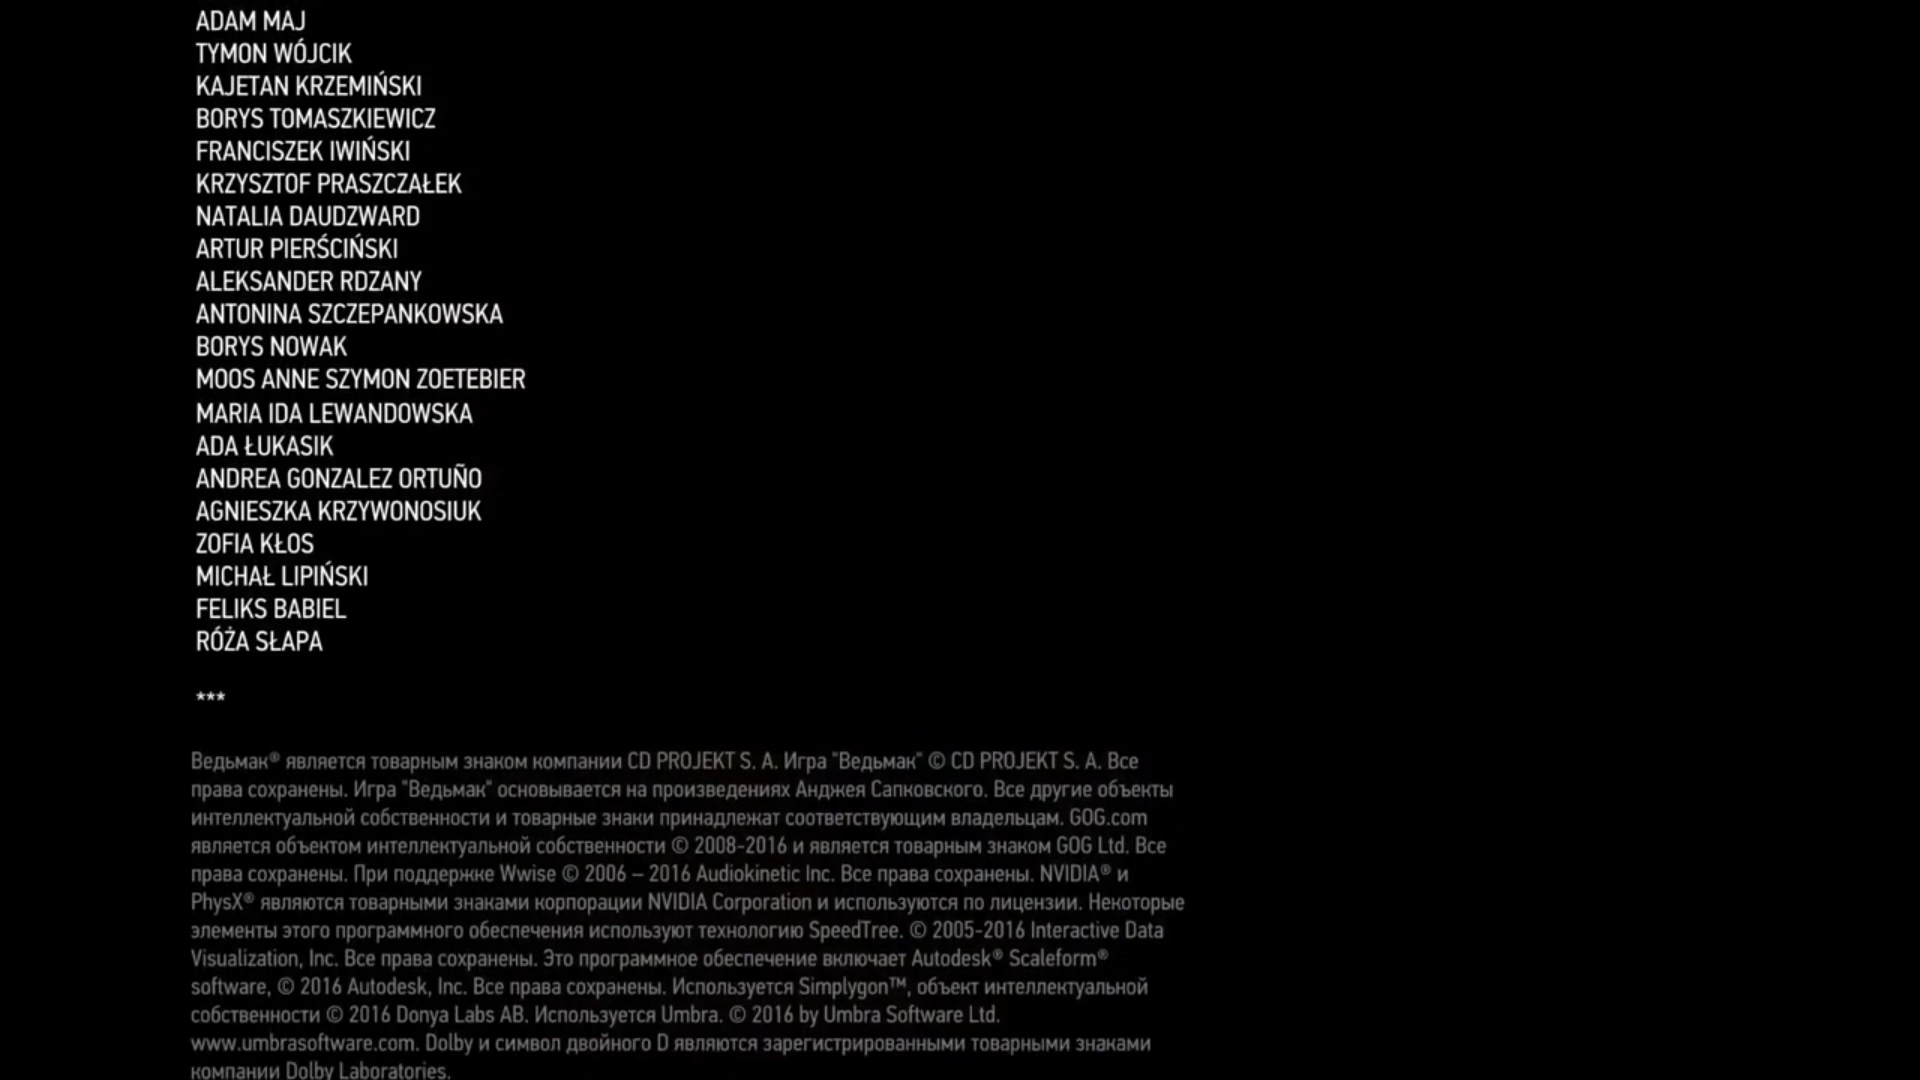 ADAM MAJ
TYMON WÓJCIK
KAJETAN KRZEMIŃSKI
BORYS TOMASZKIEWICZ
FRANCISZEK IWIŃSKI
KRZYSZTOF PRASZCZAŁEK
NATALIA DAUDZWARD
ARTUR PIERŚCIŃSKI
ALEKSANDER RDZANY
ANTONINA SZCZEPANKOWSKA
BORYS NOWAK
MOOS ANNE SZYMON ZOETEBIER
MARIA IDA LEWANDOWSKA
ADA ŁUKASIK
ANDREA GONZALEZ ORTUÑO
AGNIESZKA KRZYWONOSIUK
ZOFIA KŁOS
MICHAŁ LIPIŃSKI
FELIKS BABIEL
RÓŻA SŁAPA
***
Ведьмак® является товарным знаком компании CD PROJEKT S. A. Игра "Ведьмак" © CD PROJEKT S. A. Все
права сохранены. Игра "Ведьмак" основывается на произведениях Анджея Сапковского. Все другие объекты
интеллектуальной собственности и товарные знаки принадлежат соответствующим владельцам. GOG.com
является объектом интеллектуальной собственности © 2008-2016 и является товарным знаком GOG Ltd. Все
права сохранены. При поддержке Wwise © 2006 – 2016 Audiokinetic Inc. Все права сохранены. NVIDIA® и
PhysX® являются товарными знаками корпорации NVIDIA Corporation и используются по лицензии. Некоторые
элементы этого программного обеспечения используют технологию SpeedTree. © 2005-2016 Interactive Data
Visualization, Inc. Все права сохранены. Это программное обеспечение включает Autodesk® Scaleform®
software, © 2016 Autodesk, Inc. Все права сохранены. Используется Simplygon™, объект интеллектуальной
собственности © 2016 Donya Labs AB. Используется Umbra. © 2016 by Umbra Software Ltd.
www.umbrasoftware.com. Dolby и символ двойного D являются зарегистрированными товарными знаками
компании Dolby Laboratories.